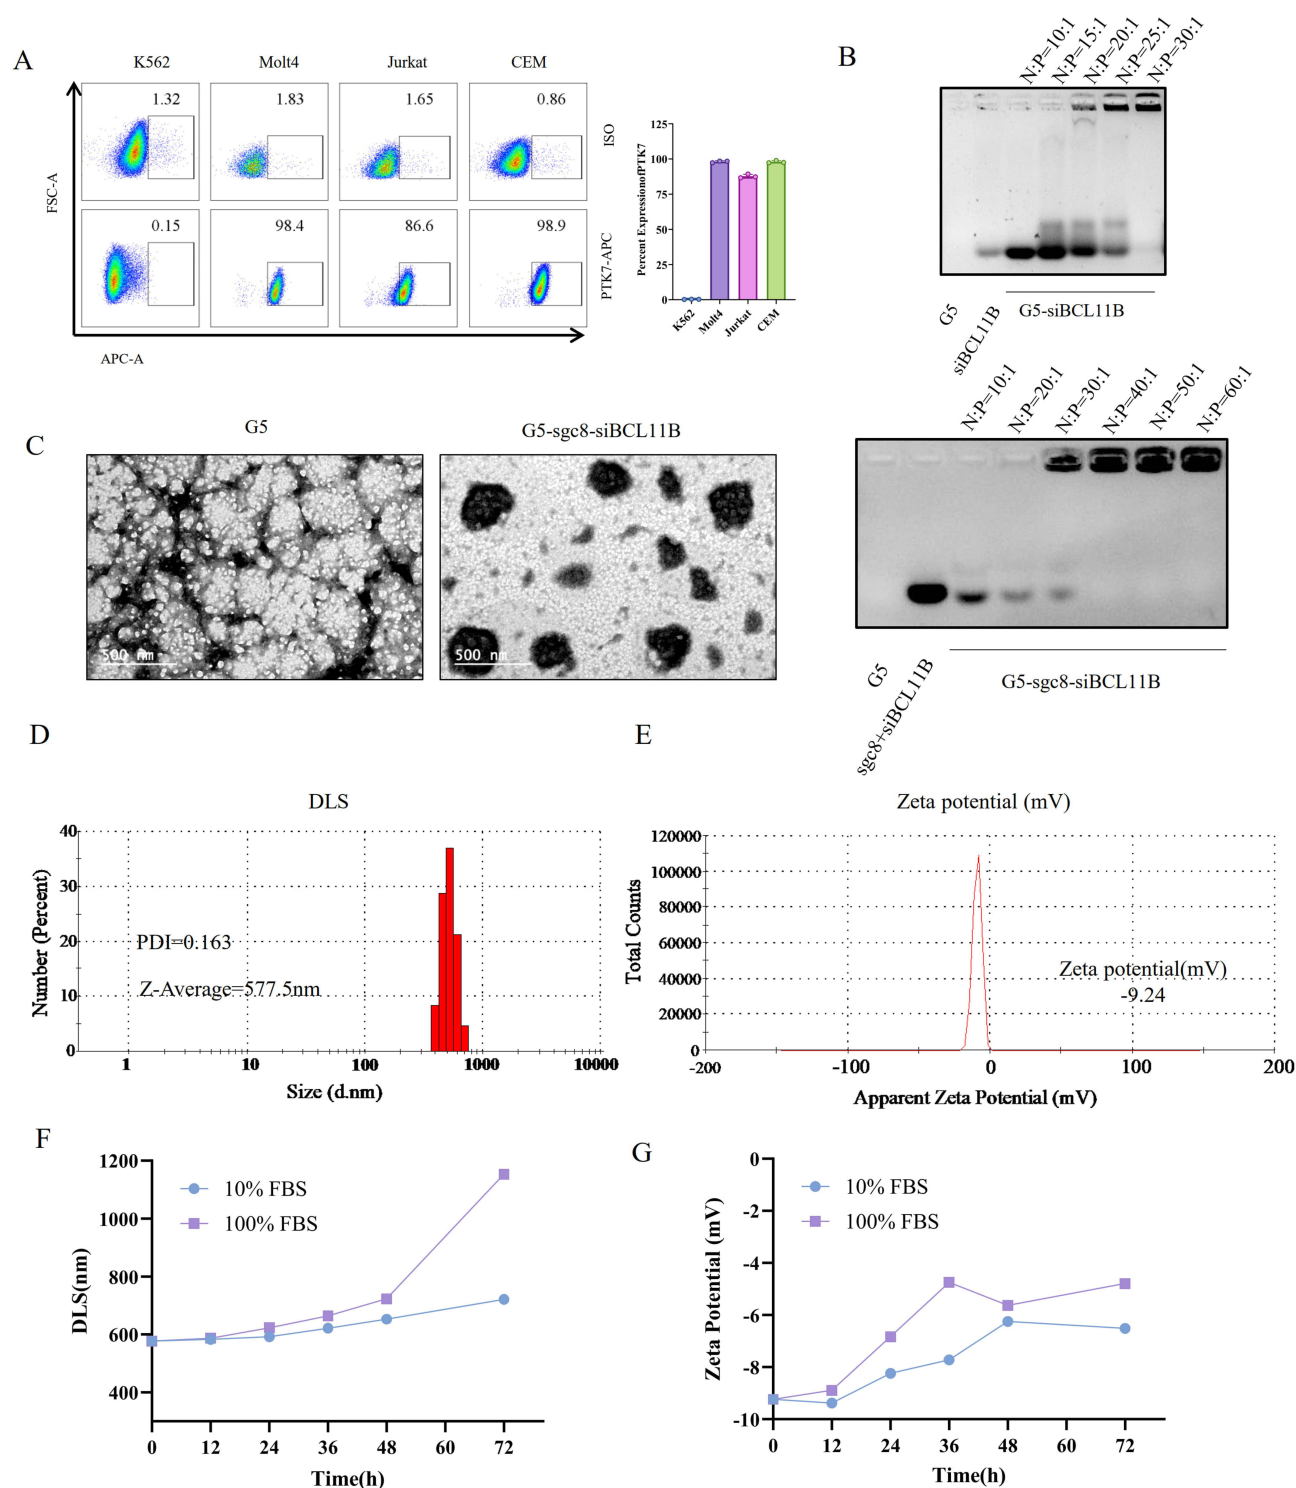 A
K562
Molt4
Jurkat
CEM
1.32
1.83
1.65
0.86
ISO
0.15
98.4
86.6
98.9
PTK7-APC
FSC-A
APC-A
Percent ExpressionofPTK7
125
100
75
50
25
0
K562
Molt4
Jurkat
CEM
B
N:P=10:1
N:P=15:1
N:P=20:1
N:P=25:1
N:P=30:1
G5
siBCL11B
G5-siBCL11B
N:P=10:1
N:P=20:1
N:P=30:1
N:P=40:1
N:P=50:1
N:P=60:1
G5
sgc8+siBCL11B
G5-sgc8-siBCL11B
C
G5
G5-sgc8-siBCL11B
500 nm
500 nm
D
DLS
Number (Percent)
40
30
20
10
0
PDI=0.163
Z-Average=577.5nm
1
10
100
1000
10000
Size (d.nm)
E
Zeta potential (mV)
Total Counts
120000
100000
80000
60000
40000
20000
0
Zeta potential(mV)
-9.24
-200
-100
0
100
200
Apparent Zeta Potential (mV)
F
DLS(nm)
1200
1000
800
600
400
10% FBS
100% FBS
0
12
24
36
48
60
72
Time(h)
G
Zeta Potential (mV)
0
-2
-4
-6
-8
-10
10% FBS
100% FBS
0
12
24
36
48
60
72
Time(h)